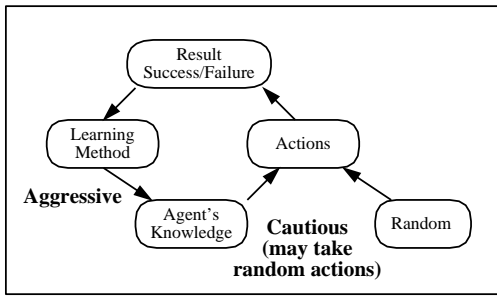 Result
Success/Failure
Learning
Method
Actions
Aggressive
Agent's
Knowledge
Cautious
(may take
random actions)
Random